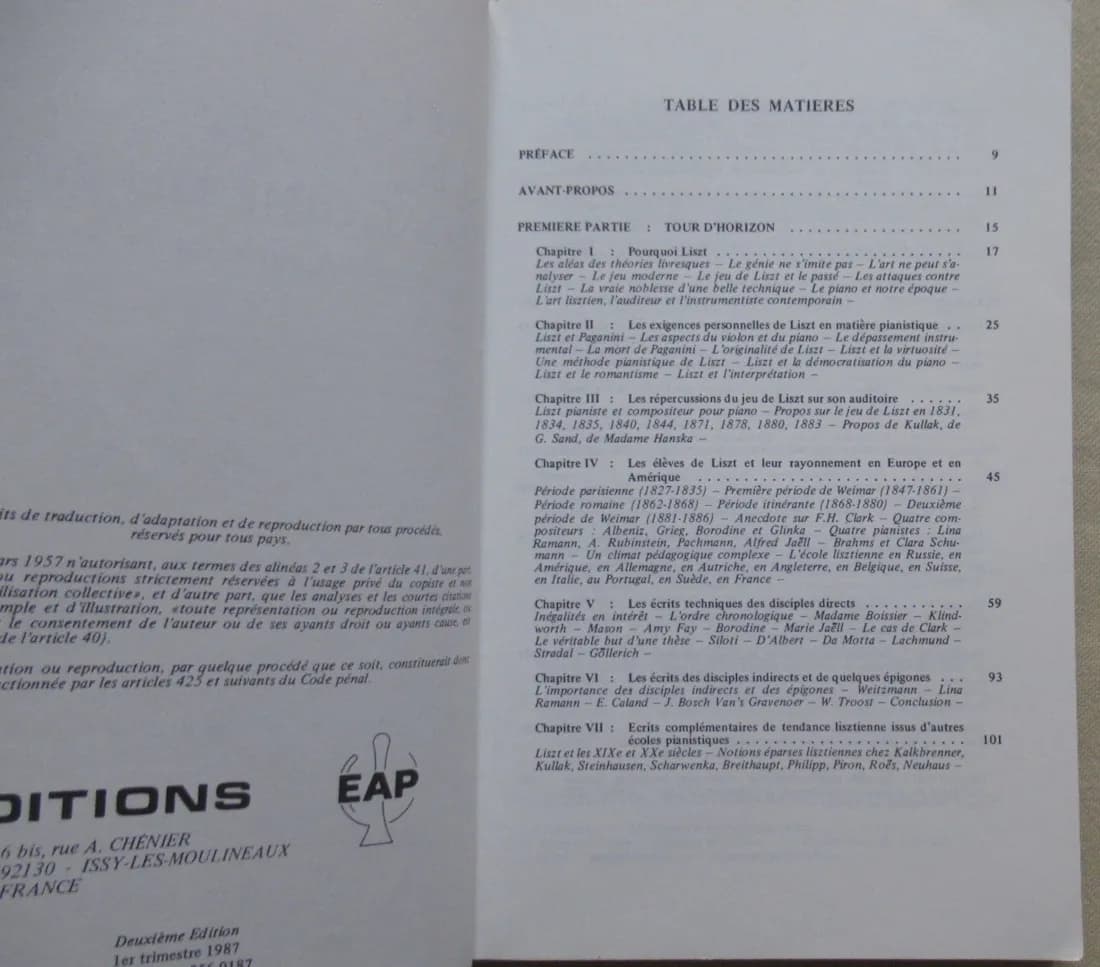 its de traduction, d'adaptation et de reproduction par tous procédés,
réservés pour tous pays.
ars 1957 n'autorisant, aux termes des alinéas 2 et 3 de l'article 41, d'une part,
ou reproductions strictement réservées à l'usage privé du copiste et non
ilisation collective», et d'autre part, que les analyses et les courtes citations
mple et d'illustration, «toute représentation ou reproduction intégrale, ou
le consentement de l'auteur ou de ses ayants droit ou ayants cause, est
de l'article 40).
ation ou reproduction, par quelque procédé que ce soit, constituerait donc
ctionnée par les articles 425 et suivants du Code pénal.
DITIONS
EAP
6 bis, rue A. CHÉNIER
92130 - ISSY-LES-MOULINEAUX
FRANCE
Deuxième Edition
1er trimestre 1987
TABLE DES MATIERES
PRÉFACE . . . . . . . . . . . . . . . . . . . . 9
AVANT-PROPOS . . . . . . . . . . . . . . . . . . . . 11
PREMIERE PARTIE : TOUR D'HORIZON . . . . . . . . . . 15
Chapitre I : Pourquoi Liszt . . . . . . . . . . . . . . . 17
Les aléas des théories livresques – Le génie ne s'imite pas – L'art ne peut s'a-
nalyser – Le jeu moderne – Le jeu de Liszt et le passé – Les attaques contre
Liszt – La vraie noblesse d'une belle technique – Le piano et notre époque –
L'art lisztien, l'auditeur et l'instrumentiste contemporain –
Chapitre II : Les exigences personnelles de Liszt en matière pianistique . . 25
Liszt et Paganini – Les aspects du violon et du piano – Le dépassement instru-
mental – La mort de Paganini – L'originalité de Liszt – Liszt et la virtuosité –
Une méthode pianistique de Liszt – Liszt et la démocratisation du piano –
Liszt et le romantisme – Liszt et l'interprétation –
Chapitre III : Les répercussions du jeu de Liszt sur son auditoire . . . . . . 35
Liszt pianiste et compositeur pour piano – Propos sur le jeu de Liszt en 1831,
1834, 1835, 1840, 1844, 1871, 1878, 1880, 1883 – Propos de Kullak, de
G. Sand, de Madame Hanska –
Chapitre IV : Les élèves de Liszt et leur rayonnement en Europe et en
Amérique . . . . . . . . . . . . . . . . . . . . 45
Période parisienne (1827-1835) – Première période de Weimar (1847-1861) –
Période romaine (1862-1868) – Période itinérante (1868-1880) – Deuxième
période de Weimar (1881-1886) – Anecdote sur F.H. Clark – Quatre com-
positeurs : Albeniz, Grieg, Borodine et Glinka – Quatre pianistes : Lina
Ramann, A. Rubinstein, Pachmann, Alfred Jaëll – Brahms et Clara Schu-
mann – Un climat pédagogique complexe – L'école lisztienne en Russie, en
Amérique, en Allemagne, en Autriche, en Angleterre, en Belgique, en Suisse,
en Italie, au Portugal, en Suède, en France –
Chapitre V : Les écrits techniques des disciples directs . . . . . . . . . . . 59
Inégalités en intérêt – L'ordre chronologique – Madame Boissier – Klind-
worth – Mason – Amy Fay – Borodine – Marie Jaëll – Le cas de Clark –
Le véritable but d'une thèse – Siloti – D'Albert – Da Motta – Lachmund –
Stradal – Göllerich –
Chapitre VI : Les écrits des disciples indirects et de quelques épigones . . . 93
L'importance des disciples indirects et des épigones – Weitzmann – Lina
Ramann – E. Caland – J. Bosch Van's Gravenoer – W. Troost – Conclusion –
Chapitre VII : Ecrits complémentaires de tendance lisztienne issus d'autres
écoles pianistiques . . . . . . . . . . . . . . . . . . . . 101
Liszt et les XIXe et XXe siècles – Notions éparses lisztiennes chez Kalkbrenner,
Kullak, Steinhausen, Scharwenka, Breithaupt, Philipp, Piron, Roës, Neuhaus –